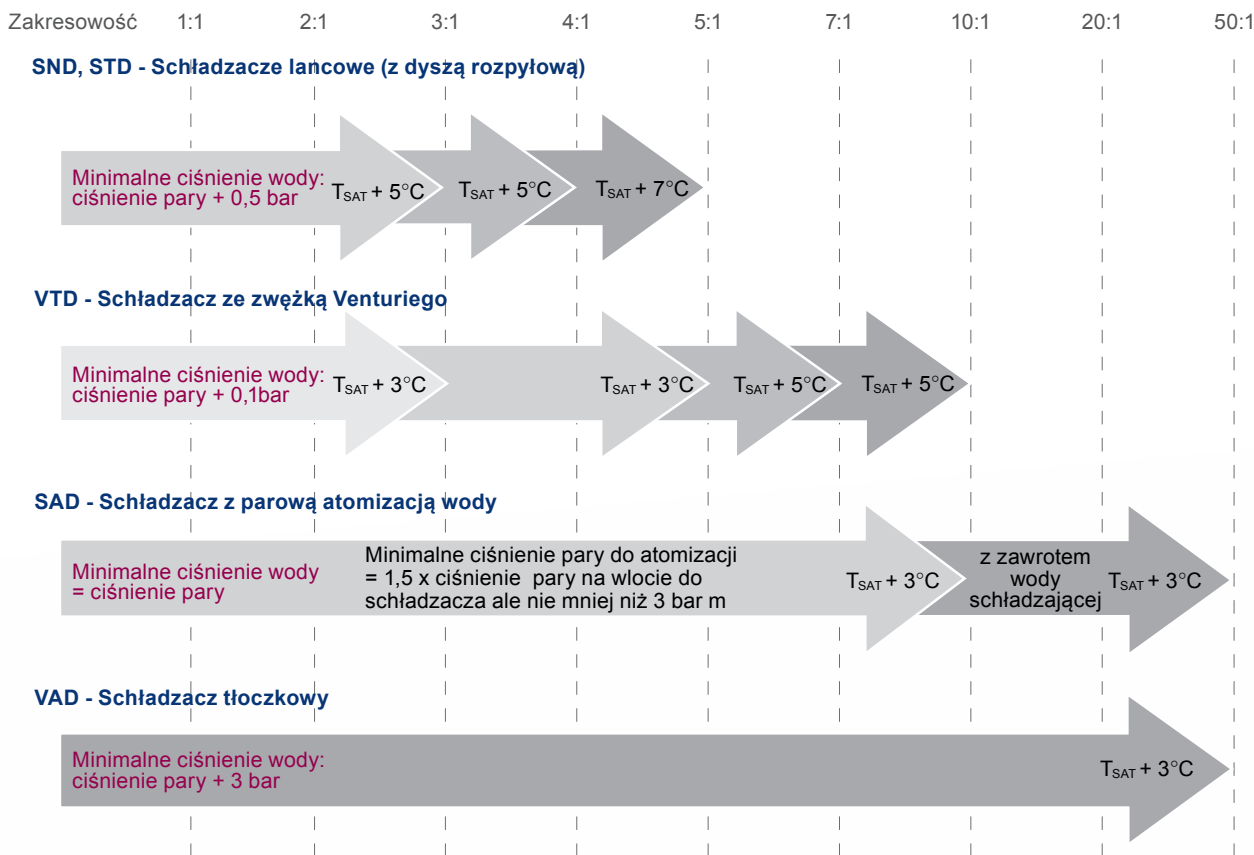 Zakresowość 1:1 2:1 3:1 4:1 5:1 7:1 10:1 20:1 50:1
SND, STD - Schładzacze lancowe (z dyszą rozpyłową)
Minimalne ciśnienie wody:
ciśnienie pary + 0,5 bar
TSAT + 5°C
TSAT + 5°C
TSAT + 7°C
VTD - Schładzacz ze zwężką Venturiego
Minimalne ciśnienie wody:
ciśnienie pary + 0,1bar
TSAT + 3°C
TSAT + 3°C
TSAT + 5°C
TSAT + 5°C
SAD - Schładzacz z parową atomizacją wody
Minimalne ciśnienie wody
= ciśnienie pary
Minimalne ciśnienie pary do atomizacji
= 1,5 x ciśnienie pary na wlocie do
schładzacza ale nie mniej niż 3 bar m
TSAT + 3°C
z zawrotem
wody
schładzającej
TSAT + 3°C
VAD - Schładzacz tłoczkowy
Minimalne ciśnienie wody:
ciśnienie pary + 3 bar
TSAT + 3°C